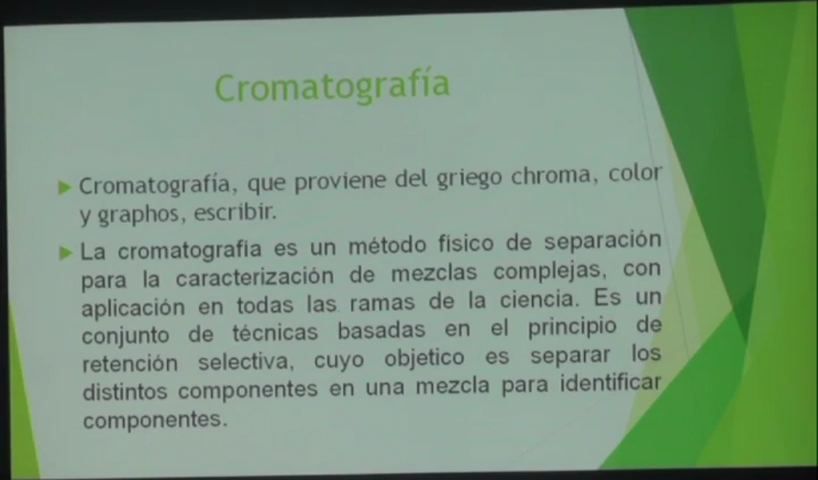 Cromatografía
Cromatografía, que proviene del griego chroma, color
y graphos, escribir.
La cromatografía es un método físico de separación
para la caracterización de mezclas complejas, con
aplicación en todas las ramas de la ciencia. Es un
conjunto de técnicas basadas en el principio de
retención selectiva, cuyo objetico es separar los
distintos componentes en una mezcla para identificar
componentes.